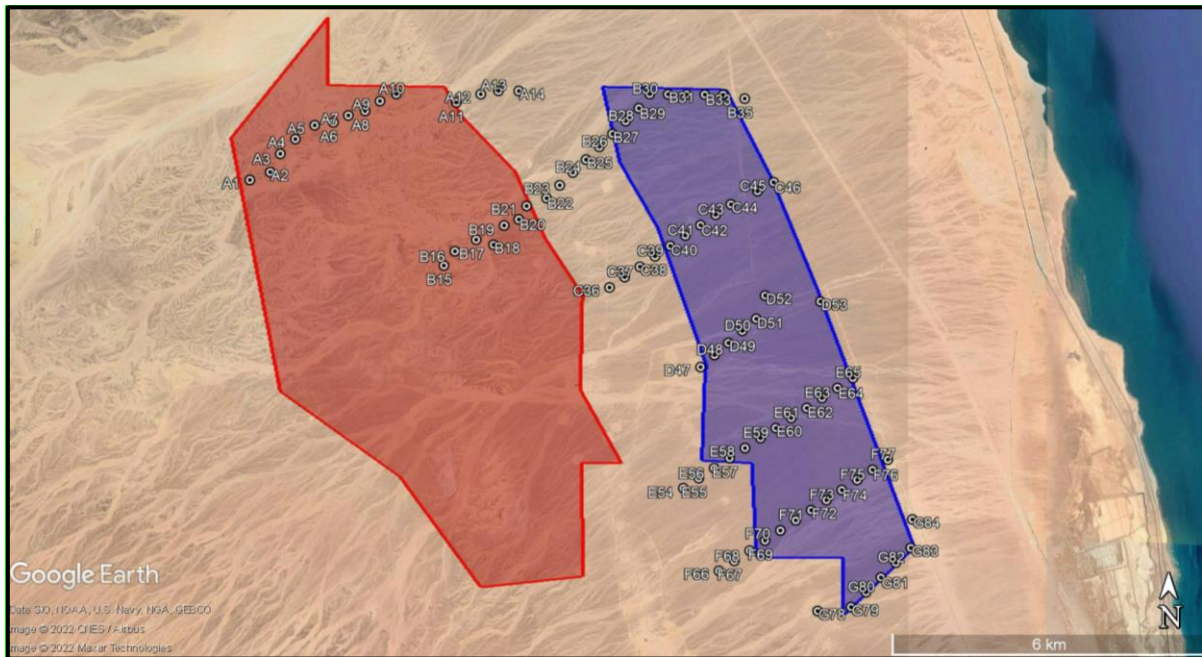 A10
A9
A8
A7
A6
A5
A4
A3
A2
A1
A12
A11
A13
A14
B30
B31
B33
B35
B29
B28
B27
B26
B25
B24
B23
B22
B21
B20
B19
B18
B17
B16
B15
C46
C45
C44
C43
C42
C41
C40
C39
C38
C37
C36
D53
D52
D51
D50
D49
D48
D47
E65
E64
E63
E62
E61
E60
E59
E58
E57
E56
E55
E54
F77
F76
F75
F74
F73
F72
F71
F70
F69
F68
F67
F66
G84
G83
G82
G81
G80
G79
G78
Google Earth
Data SIO, NOAA, U.S. Navy, NGA, GEBCO
Image © 2022 CNES / Airbus
Image © 2022 Maxar Technologies
6 km
N